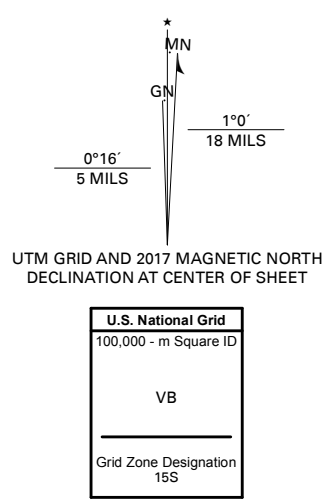 ★
MN
GN
1°0´
18 MILS
0°16´
5 MILS
UTM GRID AND 2017 MAGNETIC NORTH
DECLINATION AT CENTER OF SHEET
U.S. National Grid
100,000 - m Square ID
VB
Grid Zone Designation
15S